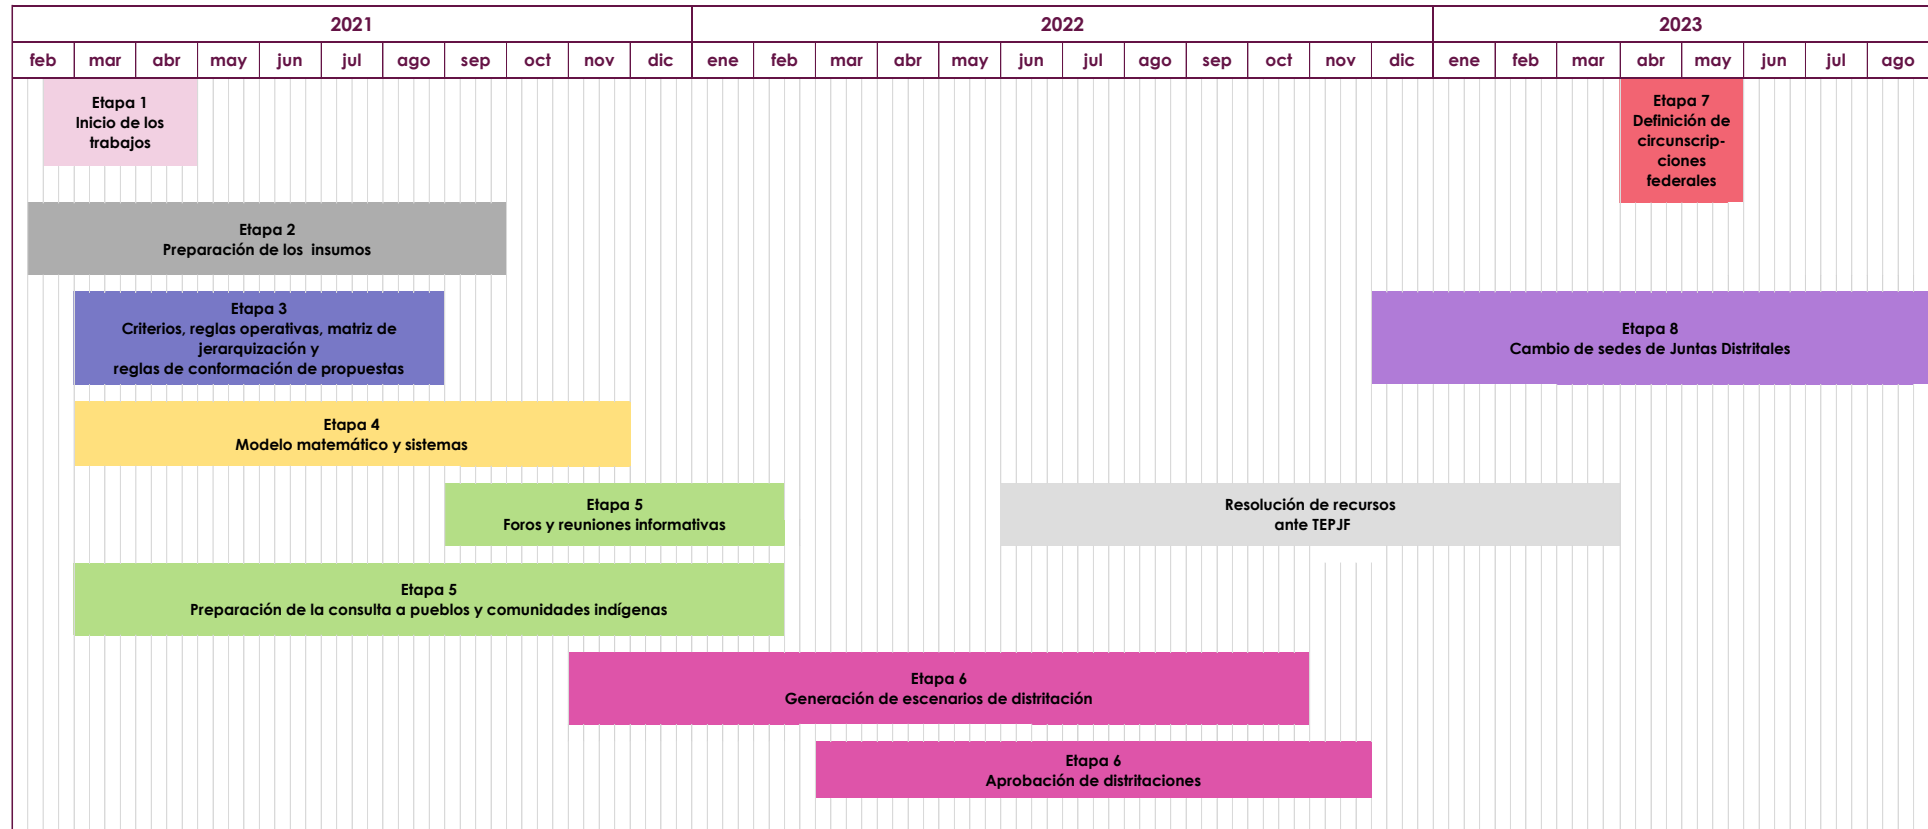 2021 2022 2023
feb mar abr may jun jul ago sep oct nov dic ene feb mar abr may jun jul ago sep oct nov dic ene feb mar abr may jun jul ago
Etapa 1
Inicio de los
trabajos
Etapa 7
Definición de
circunscrip-
ciones
federales
Etapa 2
Preparación de los insumos
Etapa 3
Criterios, reglas operativas, matriz de
jerarquización y
reglas de conformación de propuestas
Etapa 8
Cambio de sedes de Juntas Distritales
Etapa 4
Modelo matemático y sistemas
Etapa 5
Foros y reuniones informativas
Resolución de recursos
ante TEPJF
Etapa 5
Preparación de la consulta a pueblos y comunidades indígenas
Etapa 6
Generación de escenarios de distritación
Etapa 6
Aprobación de distritaciones